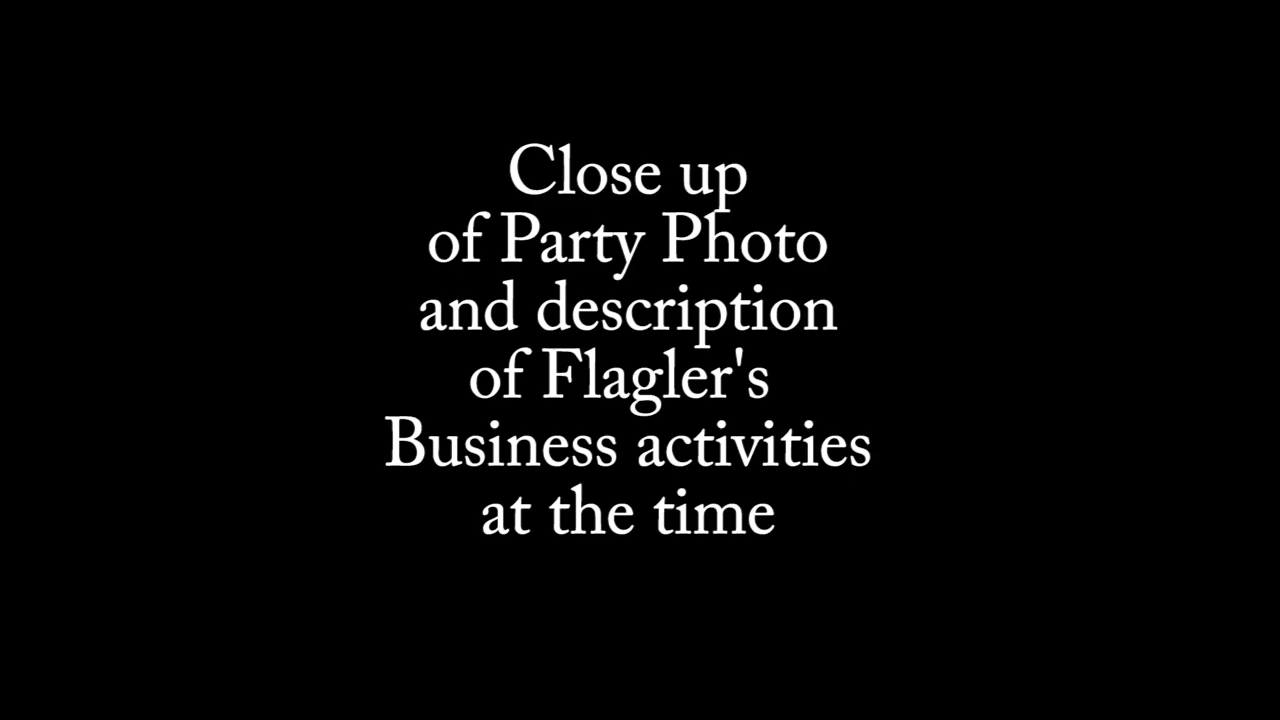 Close up
of Party Photo
and description
of Flagler's
Business activities
at the time